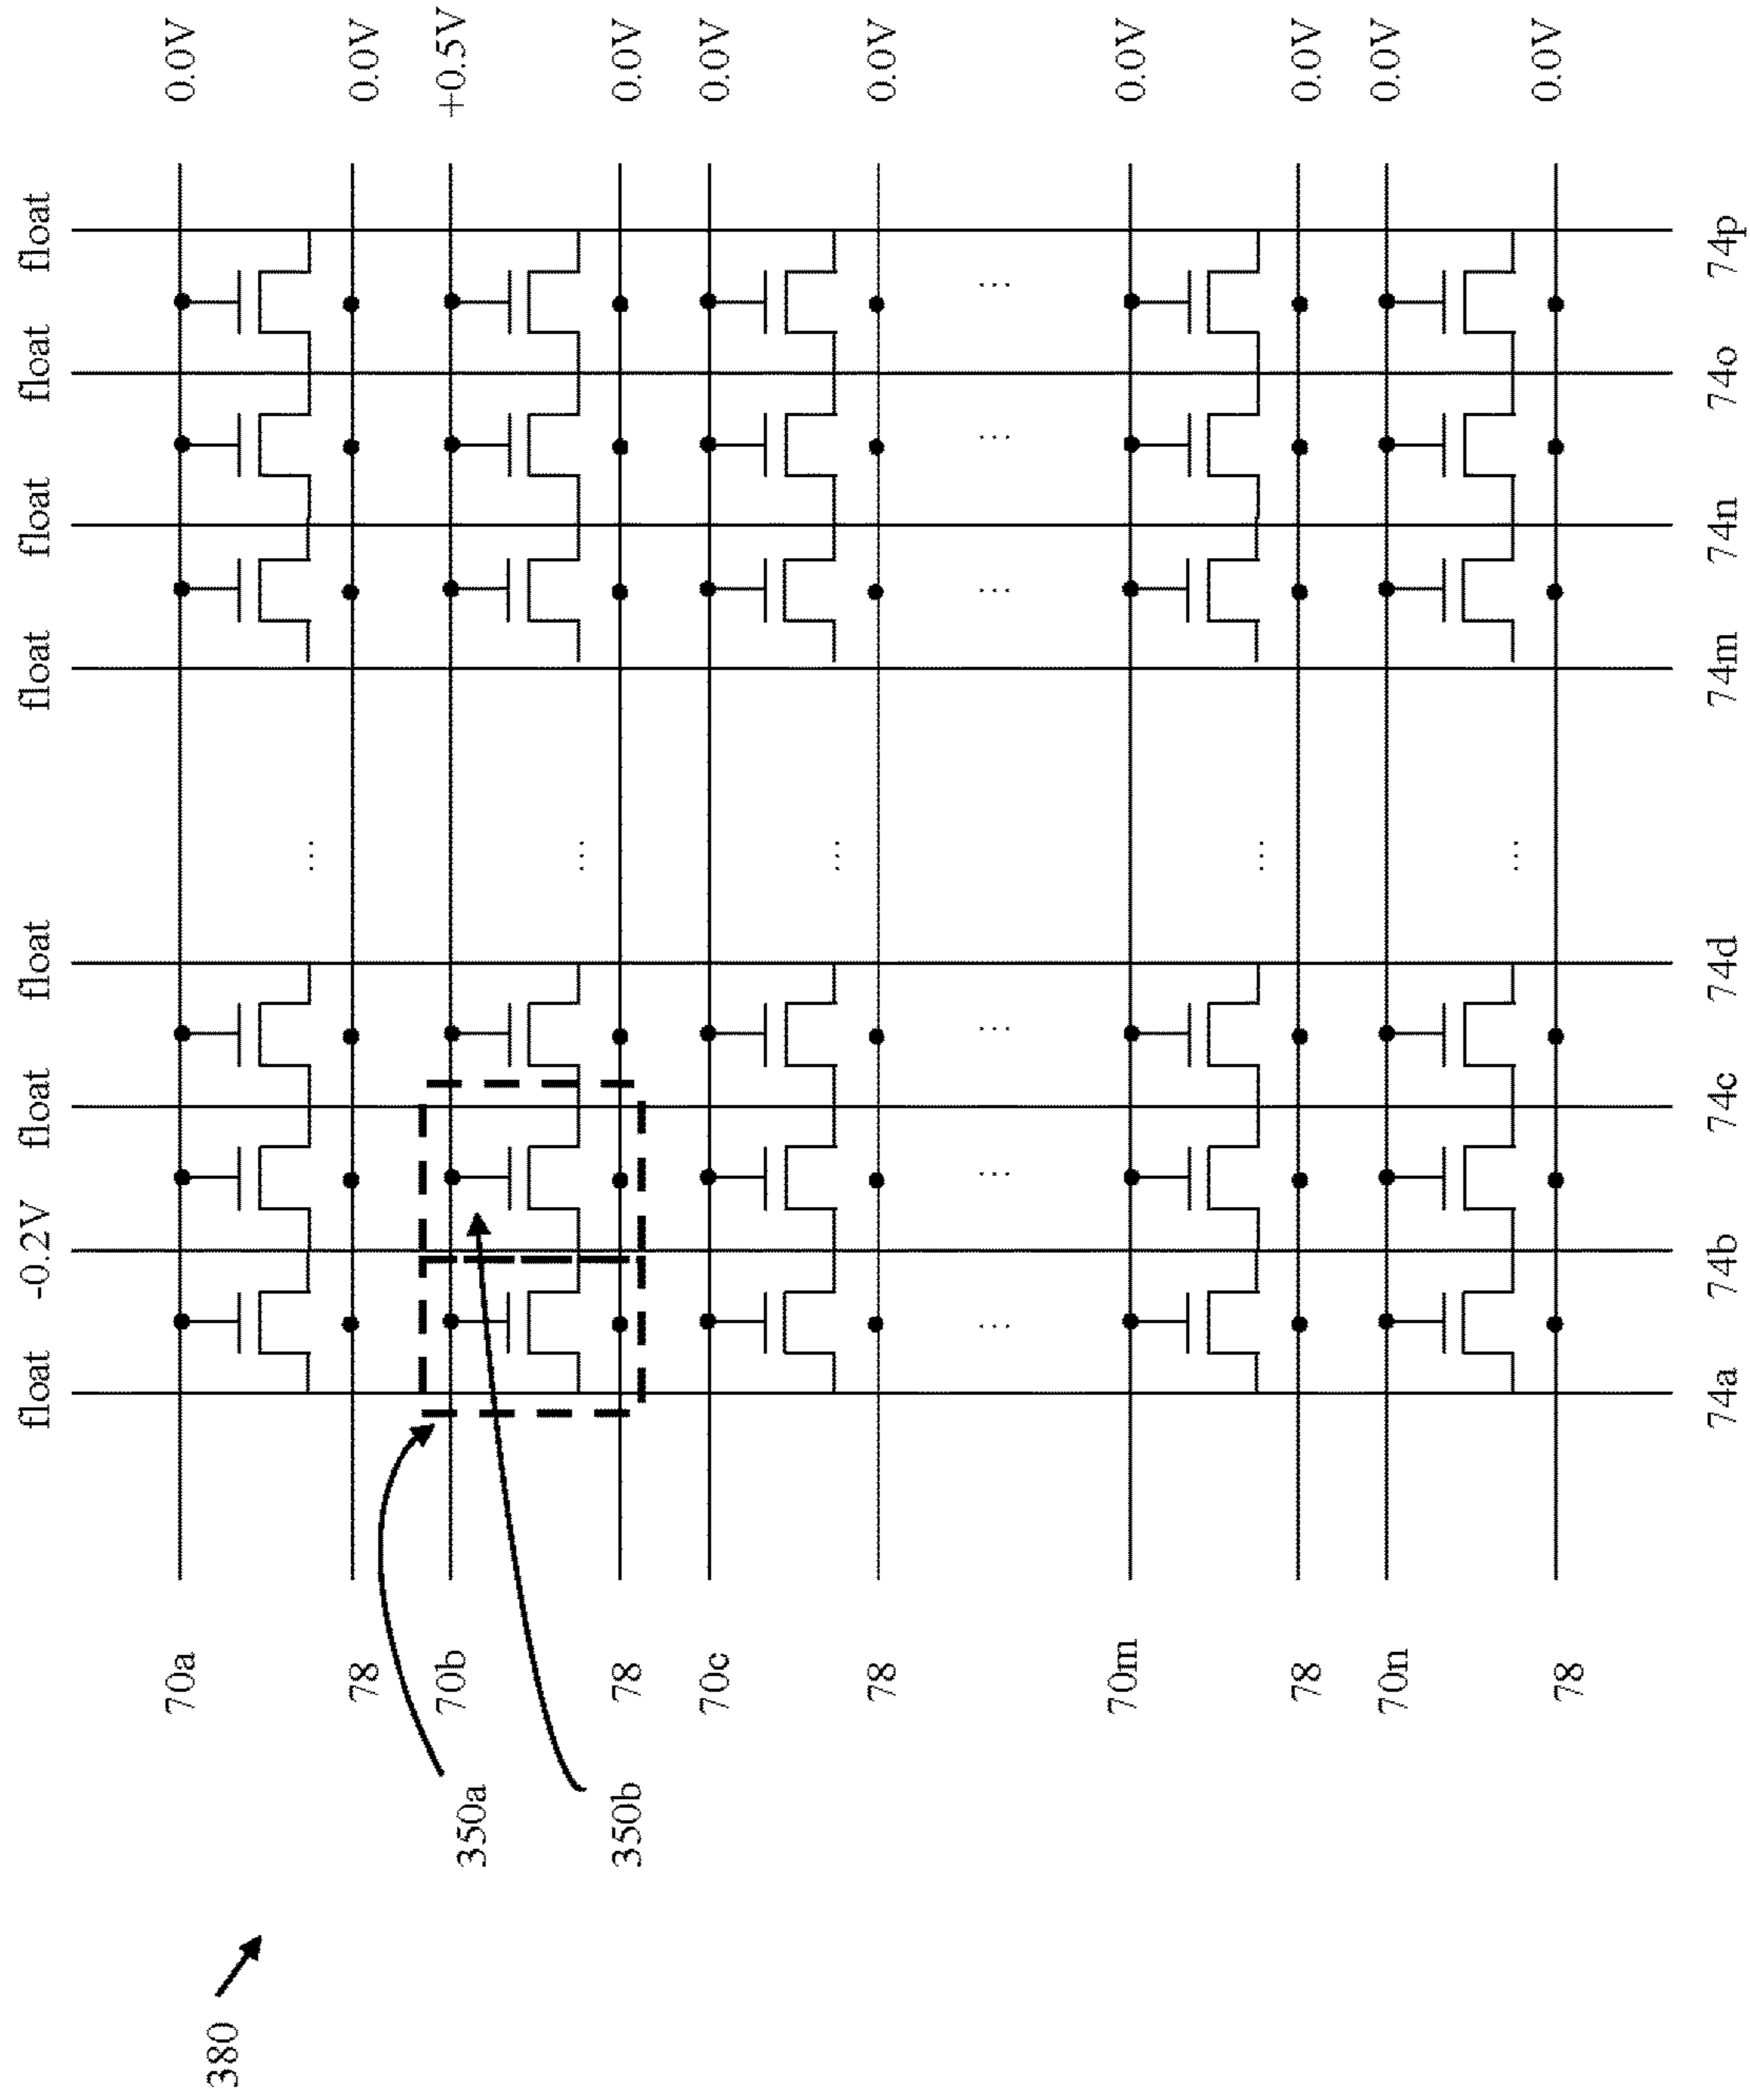 380
350a
350b
70a
78
70b
78
70c
78
70m
78
70n
78
float
-0.2V
float
float
float
float
float
float
0.0V
0.0V
+0.5V
0.0V
0.0V
0.0V
0.0V
0.0V
0.0V
0.0V
74a
74b
74c
74d
74m
74n
74o
74p